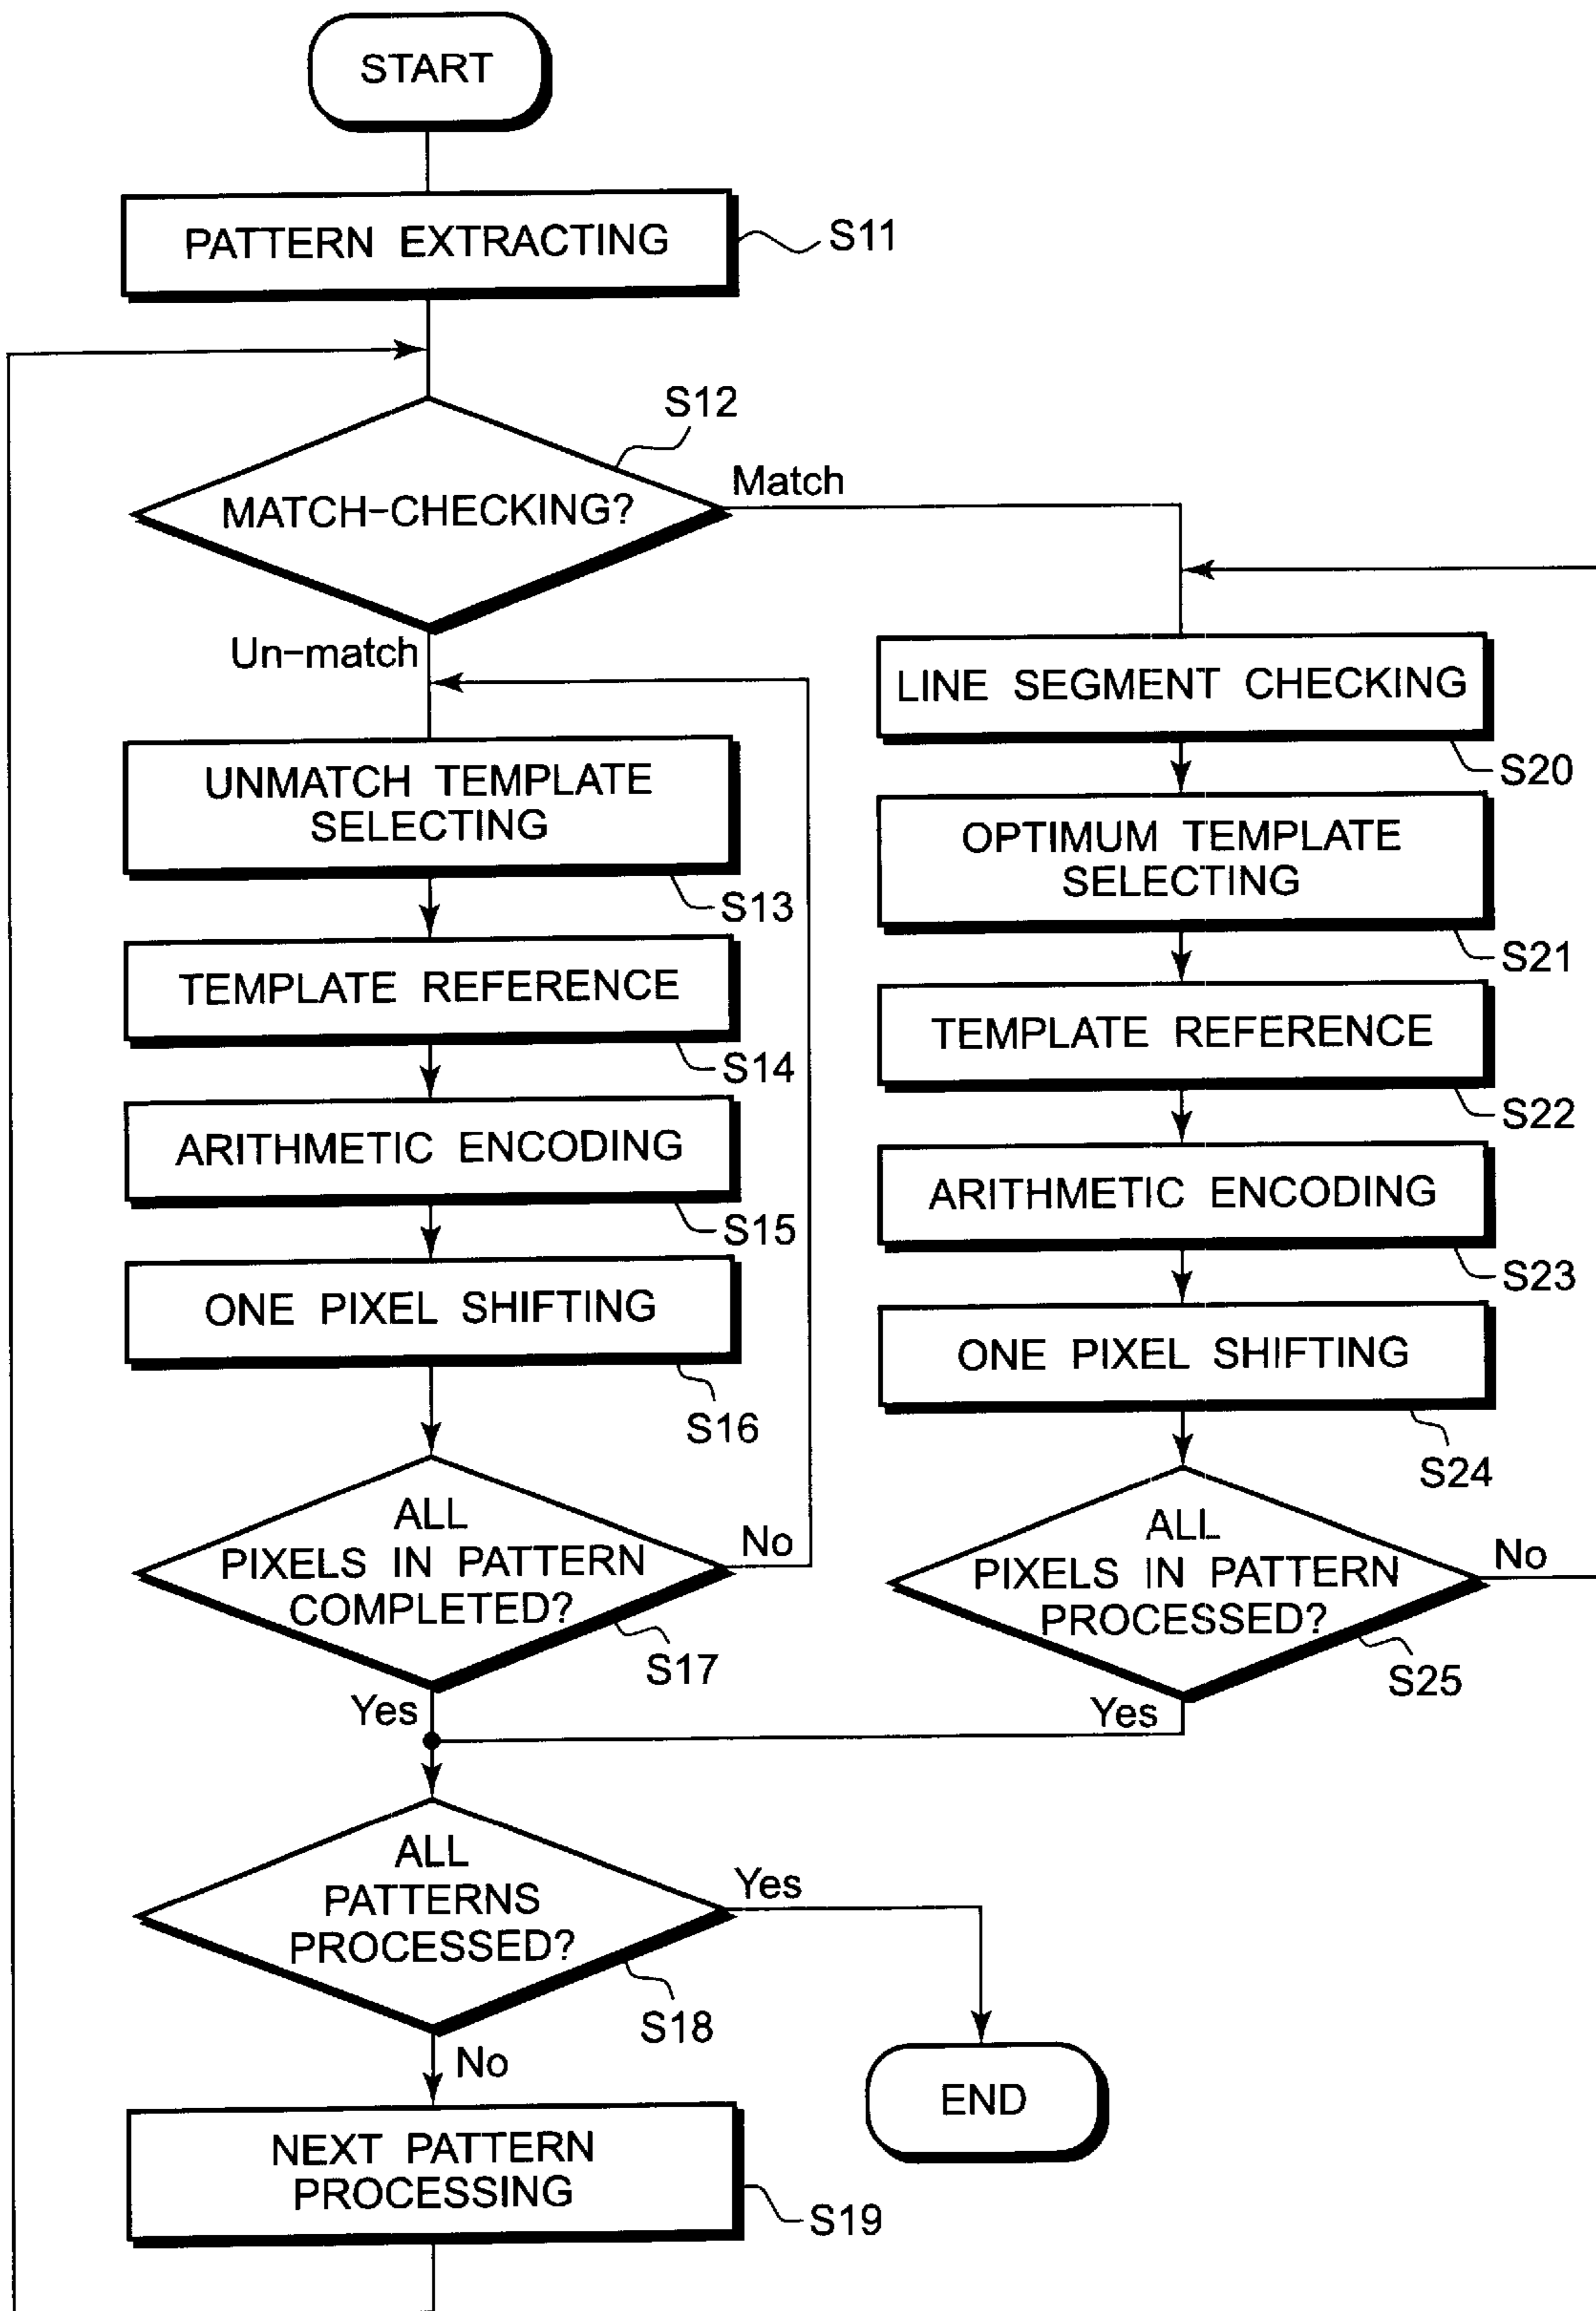 START
PATTERN EXTRACTING
S11
S12
MATCH-CHECKING?
Match
Un-match
UNMATCH TEMPLATE
SELECTING
S13
TEMPLATE REFERENCE
S14
ARITHMETIC ENCODING
S15
ONE PIXEL SHIFTING
S16
ALL
PIXELS IN PATTERN
COMPLETED?
No
S17
Yes
LINE SEGMENT CHECKING
S20
OPTIMUM TEMPLATE
SELECTING
S21
TEMPLATE REFERENCE
S22
ARITHMETIC ENCODING
S23
ONE PIXEL SHIFTING
S24
ALL
PIXELS IN PATTERN
PROCESSED?
No
S25
Yes
ALL
PATTERNS
PROCESSED?
Yes
S18
No
END
NEXT PATTERN
PROCESSING
S19